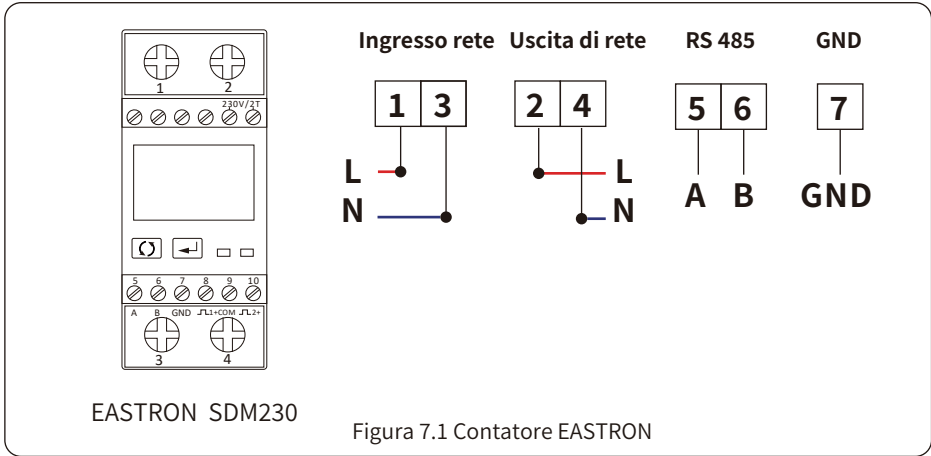 Ingresso rete Uscita di rete RS 485 GND
1 2
230V/2T
1 3 2 4 5 6 7
L L
N N
A B GND
5 6 7 8 9 10
A B GND 1+COM 2+
3 4
EASTRON SDM230
Figura 7.1 Contatore EASTRON